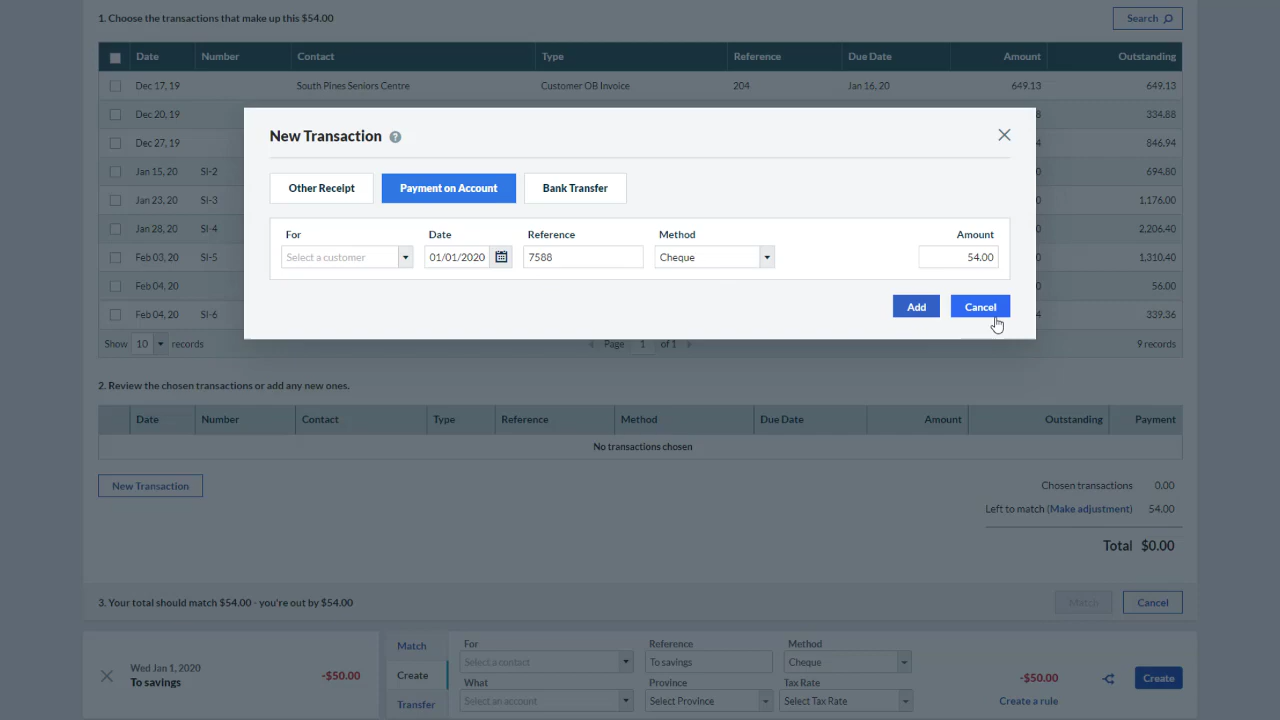 1. Choose the transactions that make up this $54.00
Search
Date Number Contact Type Reference Due Date Amount Outstanding
Dec 17, 19 South Pines Seniors Centre Customer OB Invoice 204 Jan 16, 20 649.13 649.13
Dec 20, 19 8 334.88
Dec 27, 19 4 846.94
Jan 15, 20 SI-2 0 694.80
Jan 23, 20 SI-3 0 1,176.00
Jan 28, 20 SI-4 0 2,206.40
Feb 03, 20 SI-5 0 1,310.40
Feb 04, 20 0 56.00
Feb 04, 20 SI-6 4 339.36
Show 10 records Page 1 of 1 9 records
New Transaction ?
Other Receipt Payment on Account Bank Transfer
For Date Reference Method Amount
Select a customer 01/01/2020 7588 Cheque 54.00
Add Cancel
2. Review the chosen transactions or add any new ones.
Date Number Contact Type Reference Method Due Date Amount Outstanding Payment
No transactions chosen
New Transaction
Chosen transactions 0.00
Left to match (Make adjustment) 54.00
Total $0.00
3. Your total should match $54.00 - you're out by $54.00
Match Cancel
Wed Jan 1, 2020
To savings
-$50.00
Match
Create
Transfer
For Reference Method
Select a contact To savings Cheque
What Province Tax Rate
Select an account Select Province Select Tax Rate
-$50.00
Create
Create a rule